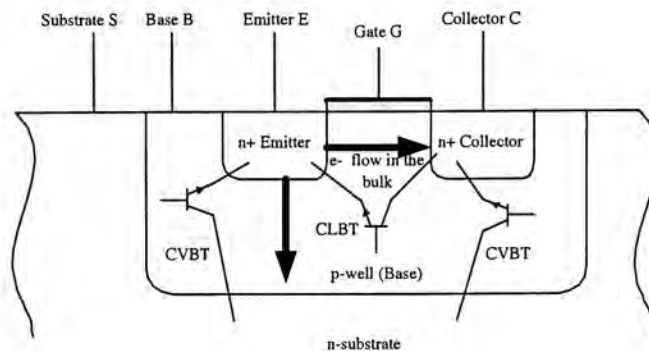 Substrate S
Base B
Emitter E
Gate G
Collector C
n+ Emitter
e- flow in the
bulk
n+ Collector
CVBT
CLBT
CVBT
p-well (Base)
n-substrate